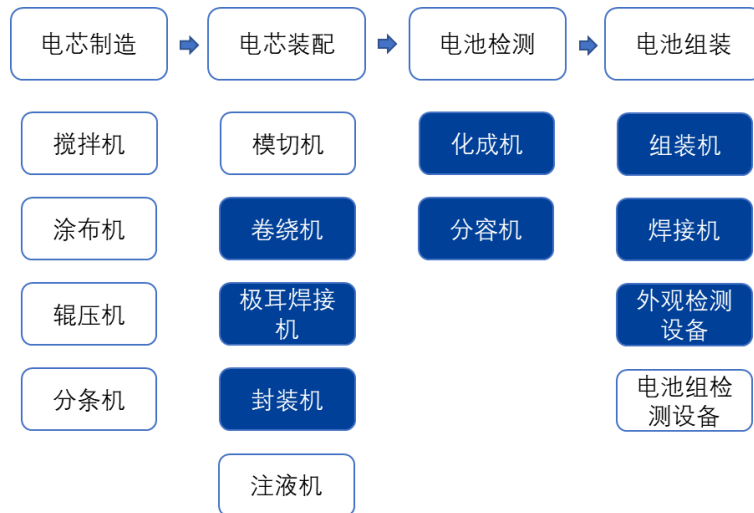 电芯制造
电芯装配
电池检测
电池组装
搅拌机
模切机
化成机
组装机
涂布机
卷绕机
分容机
焊接机
辊压机
极耳焊接
机
外观检测
设备
分条机
封装机
电池组检
测设备
注液机